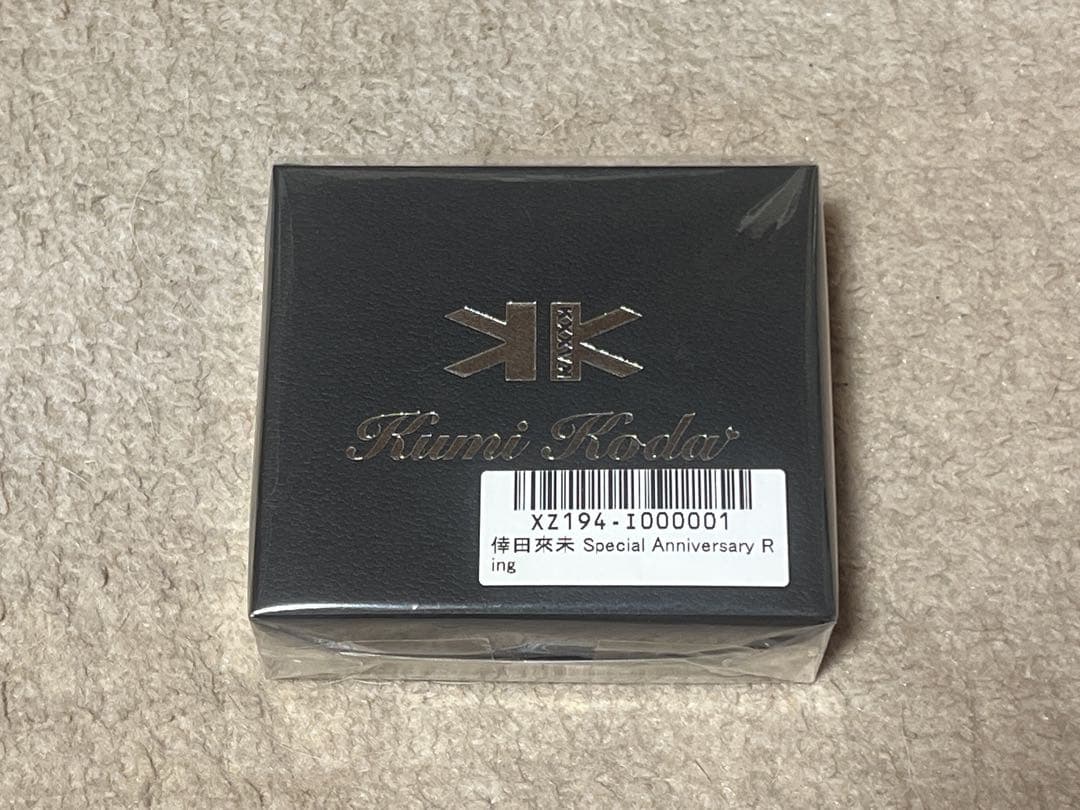 Kumi Koda
XZ194-I000001
倖田來未 Special Anniversary R
ing